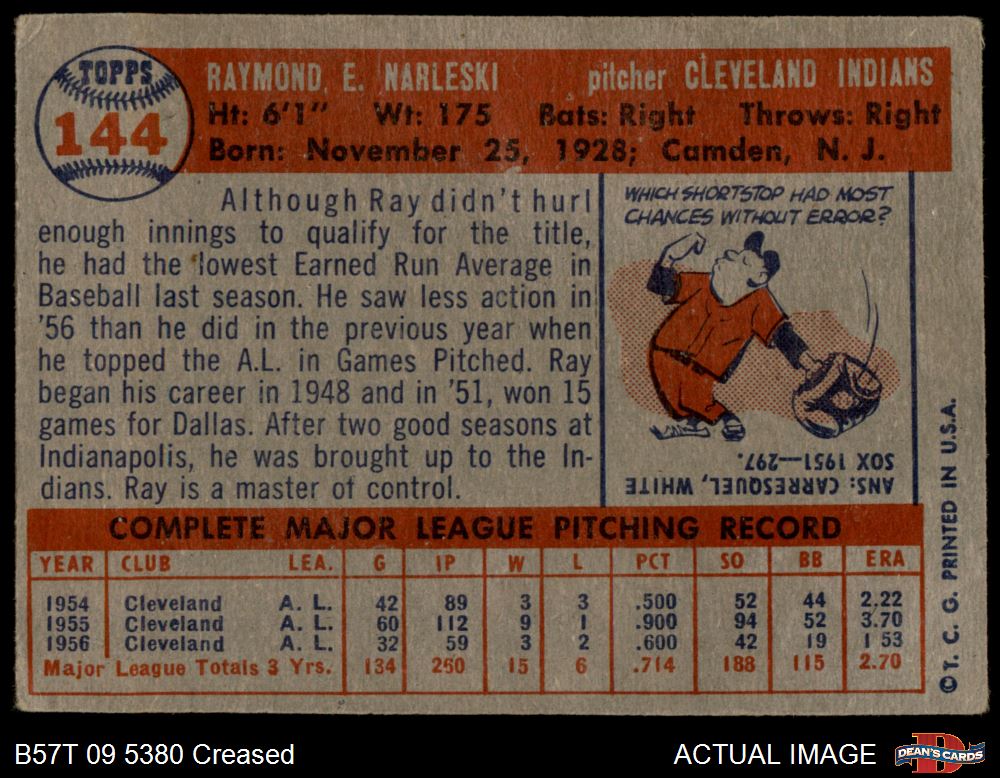 TOPPS
144
RAYMOND E. NARLESKI pitcher CLEVELAND INDIANS
Ht: 6'1" Wt: 175 Bats: Right Throws: Right
Born: November 25, 1928; Camden, N. J.
Although Ray didn't hurl
enough innings to qualify for the title,
he had the lowest Earned Run Average in
Baseball last season. He saw less action in
'56 than he did in the previous year when
he topped the A.L. in Games Pitched. Ray
began his career in 1948 and in '51, won 15
games for Dallas. After two good seasons at
Indianapolis, he was brought up to the In-
dians. Ray is a master of control.
WHICH SHORTSTOP HAD MOST
CHANCES WITHOUT ERROR?
ANS: CARRESQUEL, WHITE
SOX 1951—297.
COMPLETE MAJOR LEAGUE PITCHING RECORD
YEAR CLUB LEA. G IP W L PCT SO BB ERA
1954 Cleveland A. L. 42 89 3 3 .500 52 44 2.22
1955 Cleveland A. L. 60 112 9 1 .900 94 52 3.70
1956 Cleveland A. L. 32 59 3 2 .600 42 19 1 53
Major League Totals 3 Yrs. 134 260 15 6 .714 188 115 2.70
© T. C. G. PRINTED IN U.S.A.
B57T 09 5380 Creased
ACTUAL IMAGE
DEAN'S CARDS